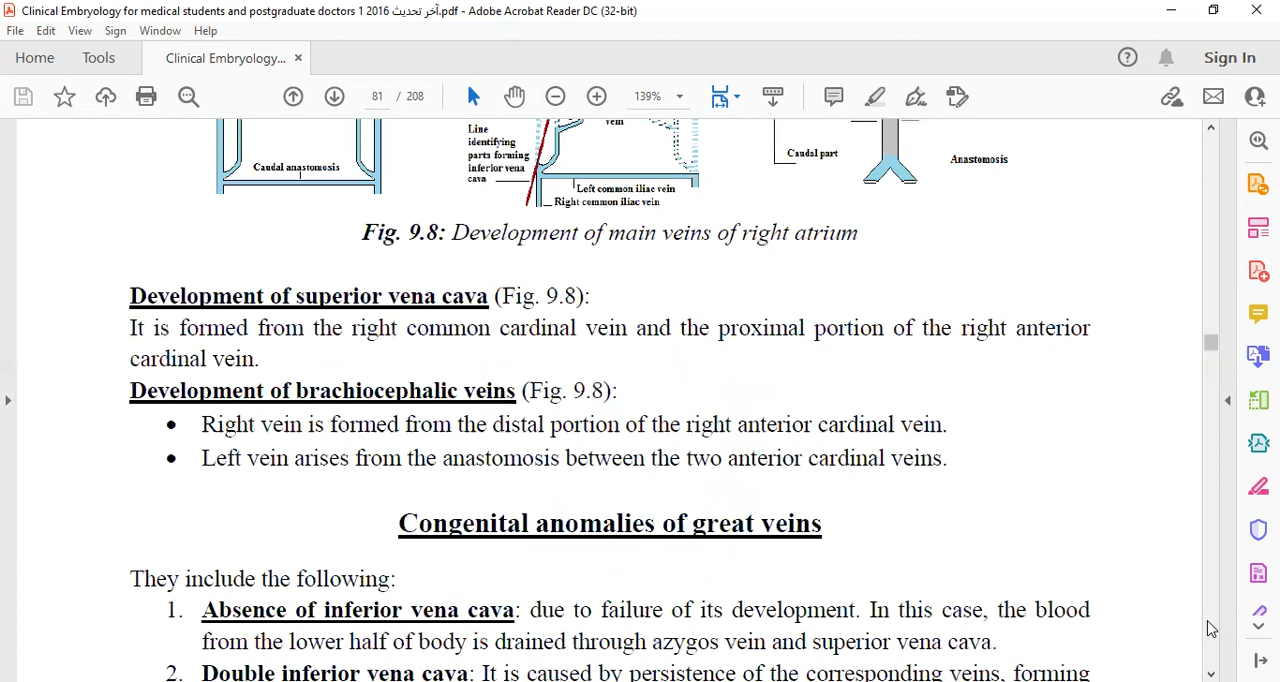 Clinical Embryology for medical students and postgraduate doctors 1 2016 آخر تحديث.pdf - Adobe Acrobat Reader DC (32-bit)
File Edit View Sign Window Help
Home Tools Clinical Embryology... × Sign In
81 / 208 139%
vein
Line
identifying
parts forming
inferior vena
cava
Caudal anastomosis
Caudal part
Anastomosis
Left common iliac vein
Right common iliac vein
Fig. 9.8: Development of main veins of right atrium
Development of superior vena cava (Fig. 9.8):
It is formed from the right common cardinal vein and the proximal portion of the right anterior
cardinal vein.
Development of brachiocephalic veins (Fig. 9.8):
• Right vein is formed from the distal portion of the right anterior cardinal vein.
• Left vein arises from the anastomosis between the two anterior cardinal veins.
Congenital anomalies of great veins
They include the following:
1. Absence of inferior vena cava: due to failure of its development. In this case, the blood
from the lower half of body is drained through azygos vein and superior vena cava.
2. Double inferior vena cava: It is caused by persistence of the corresponding veins, forming